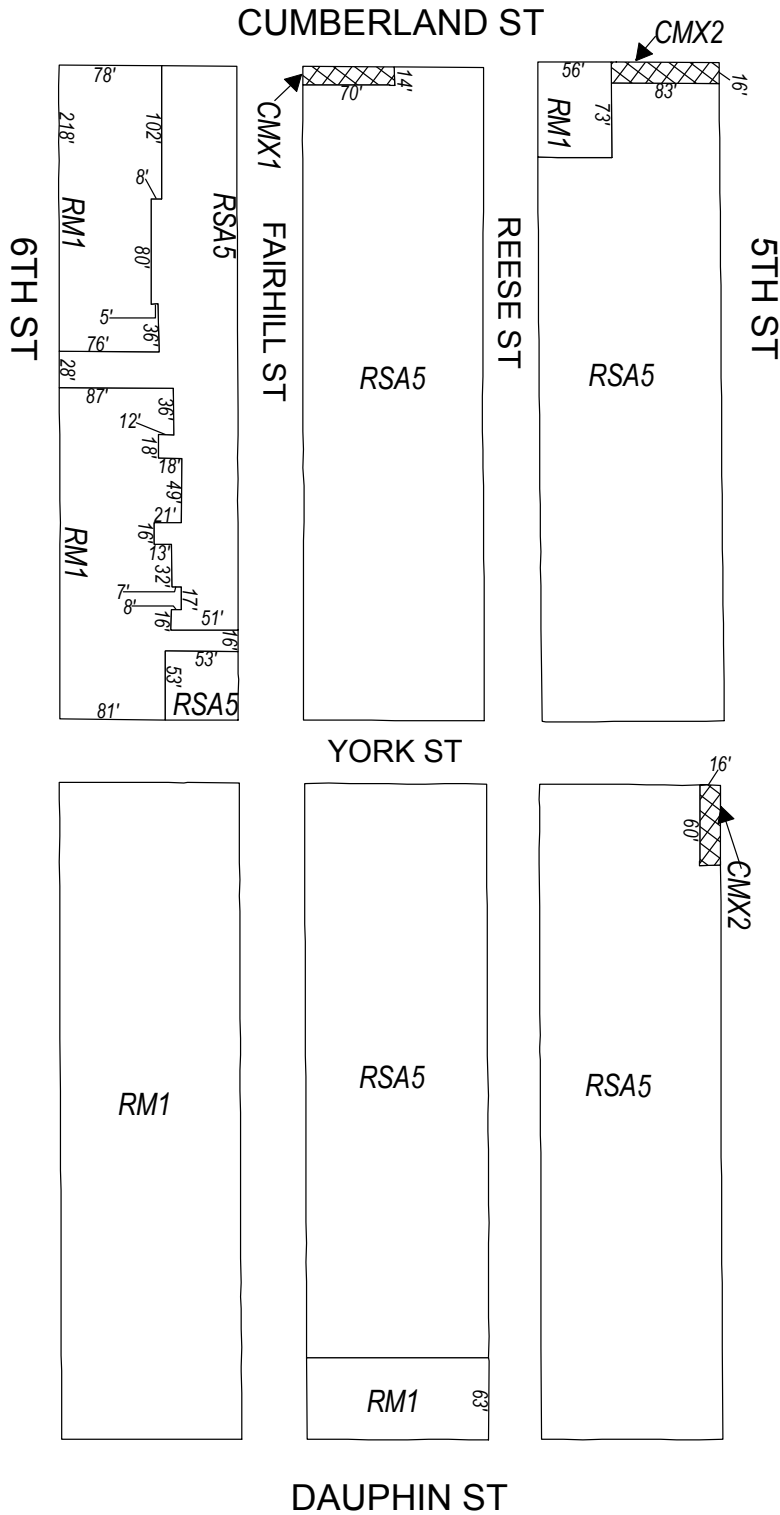 CUMBERLAND ST
CMX2
78'
218'
102'
8'
RM1
80'
5'
36'
76'
28'
RSA5
6TH ST
FAIRHILL ST
CMX1
70'
14'
RSA5
REESE ST
56'
73'
RM1
83'
16'
RSA5
5TH ST
87'
36'
12'
18'
18'
49'
21'
16'
13'
32'
RM1
7'
17'
8'
16'
51'
16'
53'
53'
81'
RSA5
YORK ST
16'
60'
CMX2
RM1
RSA5
RSA5
RM1
63'
DAUPHIN ST